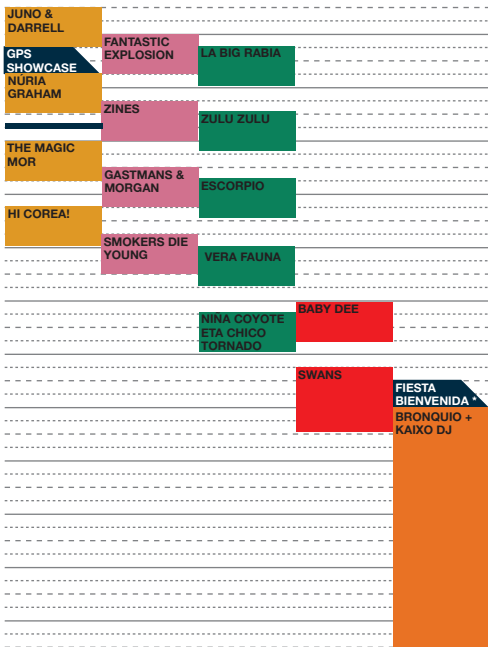 JUNO &
DARRELL
GPS
SHOWCASE
NÚRIA
GRAHAM
THE MAGIC
MOR
HI COREA!
FANTASTIC
EXPLOSION
ZINES
GASTMANS &
MORGAN
SMOKERS DIE
YOUNG
LA BIG RABIA
ZULU ZULU
ESCORPIO
VERA FAUNA
NIÑA COYOTE
ETA CHICO
TORNADO
BABY DEE
SWANS
FIESTA
BIENVENIDA *
BRONQUIO +
KAIXO DJ